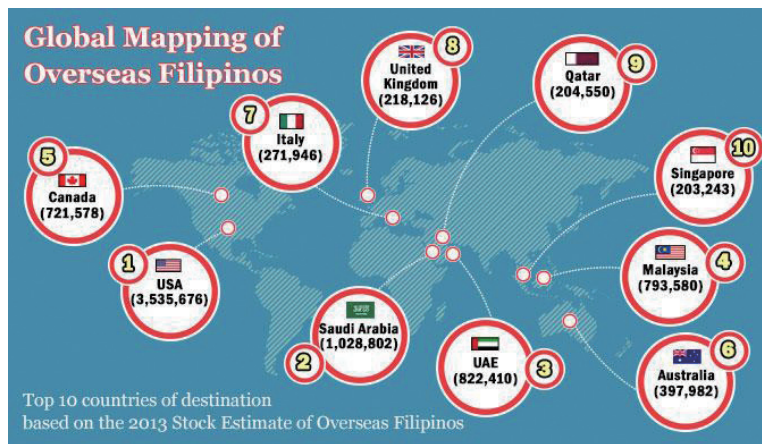 Global Mapping of
Overseas Filipinos
8
United
Kingdom
(218,126)
9
Qatar
(204,550)
7
Italy
(271,946)
5
Canada
(721,578)
10
Singapore
(203,243)
1
USA
(3,535,676)
4
Malaysia
(793,580)
2
Saudi Arabia
(1,028,802)
3
UAE
(822,410)
6
Australia
(397,982)
Top 10 countries of destination
based on the 2013 Stock Estimate of Overseas Filipinos